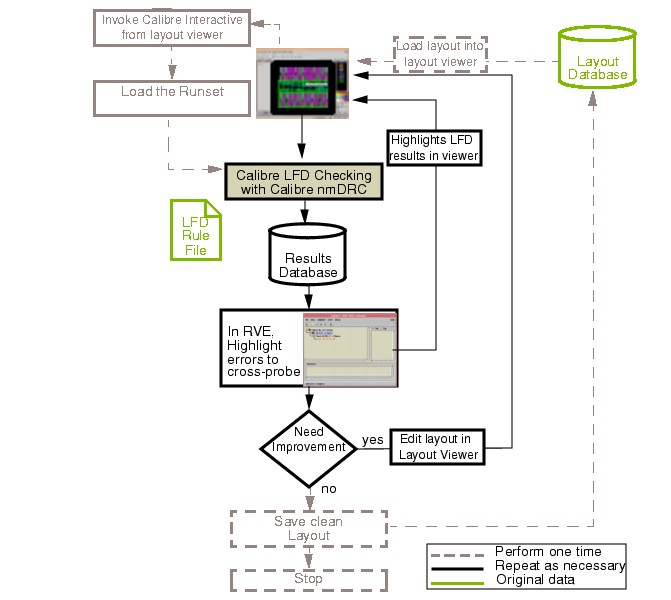 Invoke Calibre Interactive
from layout viewer
Load the Runset
Load layout into
layout viewer
Layout
Database
Highlights LFD
results in viewer
Calibre LFD Checking
with Calibre nmDRC
LFD
Rule
File
Results
Database
In RVE,
Highlight
errors to
cross-probe
Need
Improvement
yes
Edit layout in
Layout Viewer
no
Save clean
Layout
Stop
Perform one time
Repeat as necessary
Original data